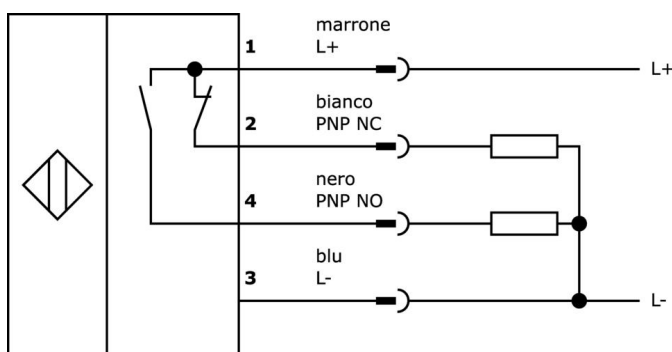 marrone
1 L+
L+
bianco
2 PNP NC
nero
4 PNP NO
blu
3 L-
L-